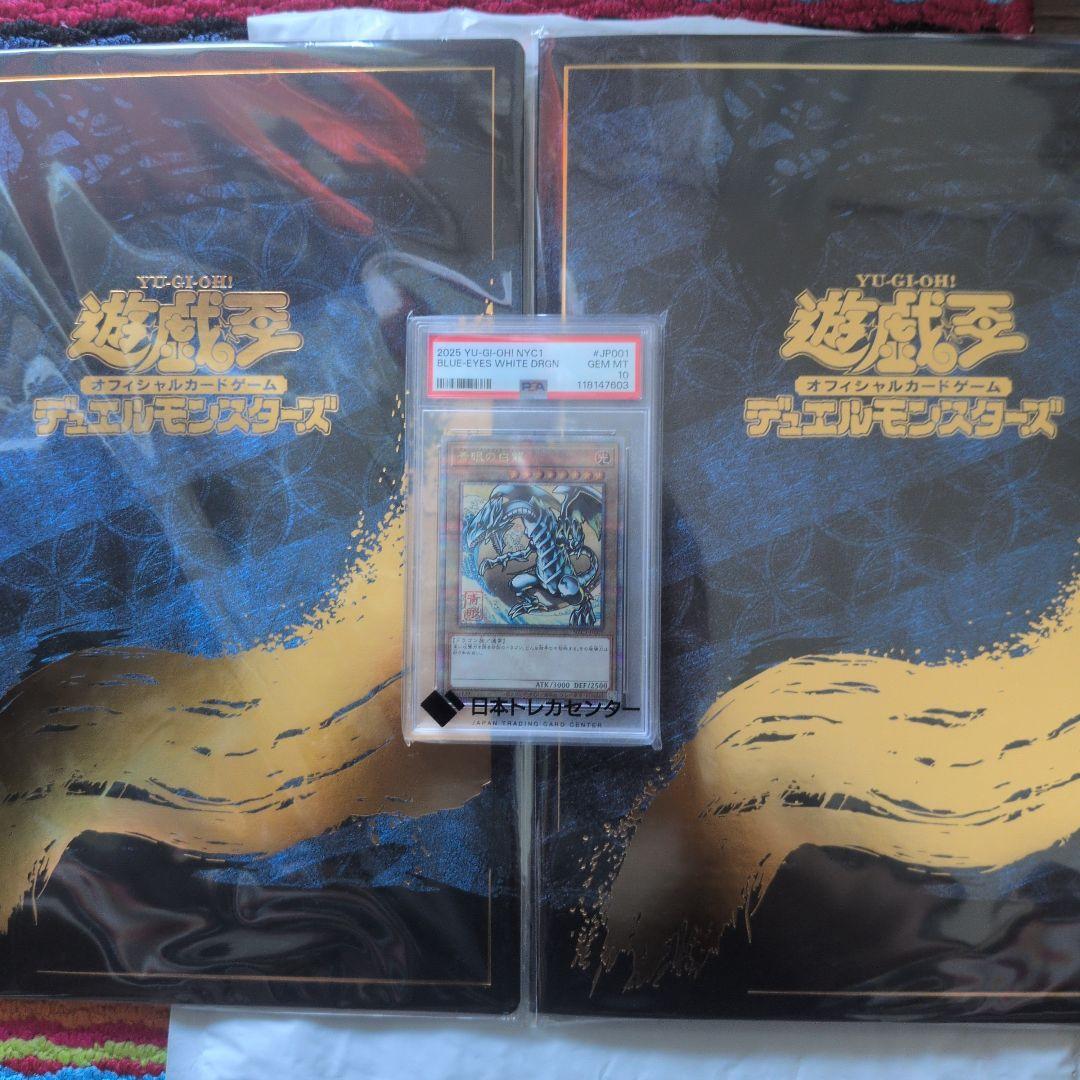 YU-GI-OH!
遊戯王
オフィシャルカードゲーム
デュエルモンスターズ
YU-GI-OH!
遊戯王
オフィシャルカードゲーム
デュエルモンスターズ
2025 YU-GI-OH! NYC1 #JP001
BLUE-EYES WHITE DRGN GEM MT
10
PSA 118147603
青眼の白龍
光
青眼
ATK/3000 DEF/2500
日本トレカセンター
JAPAN TRADING CARD CENTER